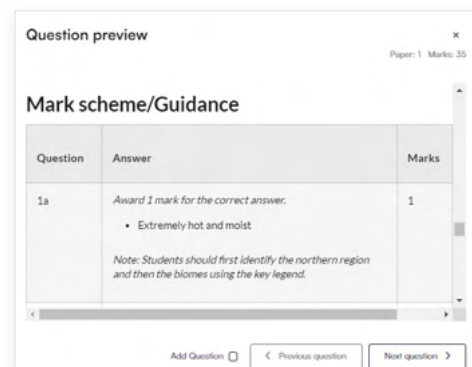 Question preview
×
Paper: 1 Marks: 35
Mark scheme/Guidance
Question Answer Marks
1a Award 1 mark for the correct answer. 1
• Extremely hot and moist
Note: Students should first identify the northern region
and then the biomes using the key legend.
Add Question < Previous question Next question >